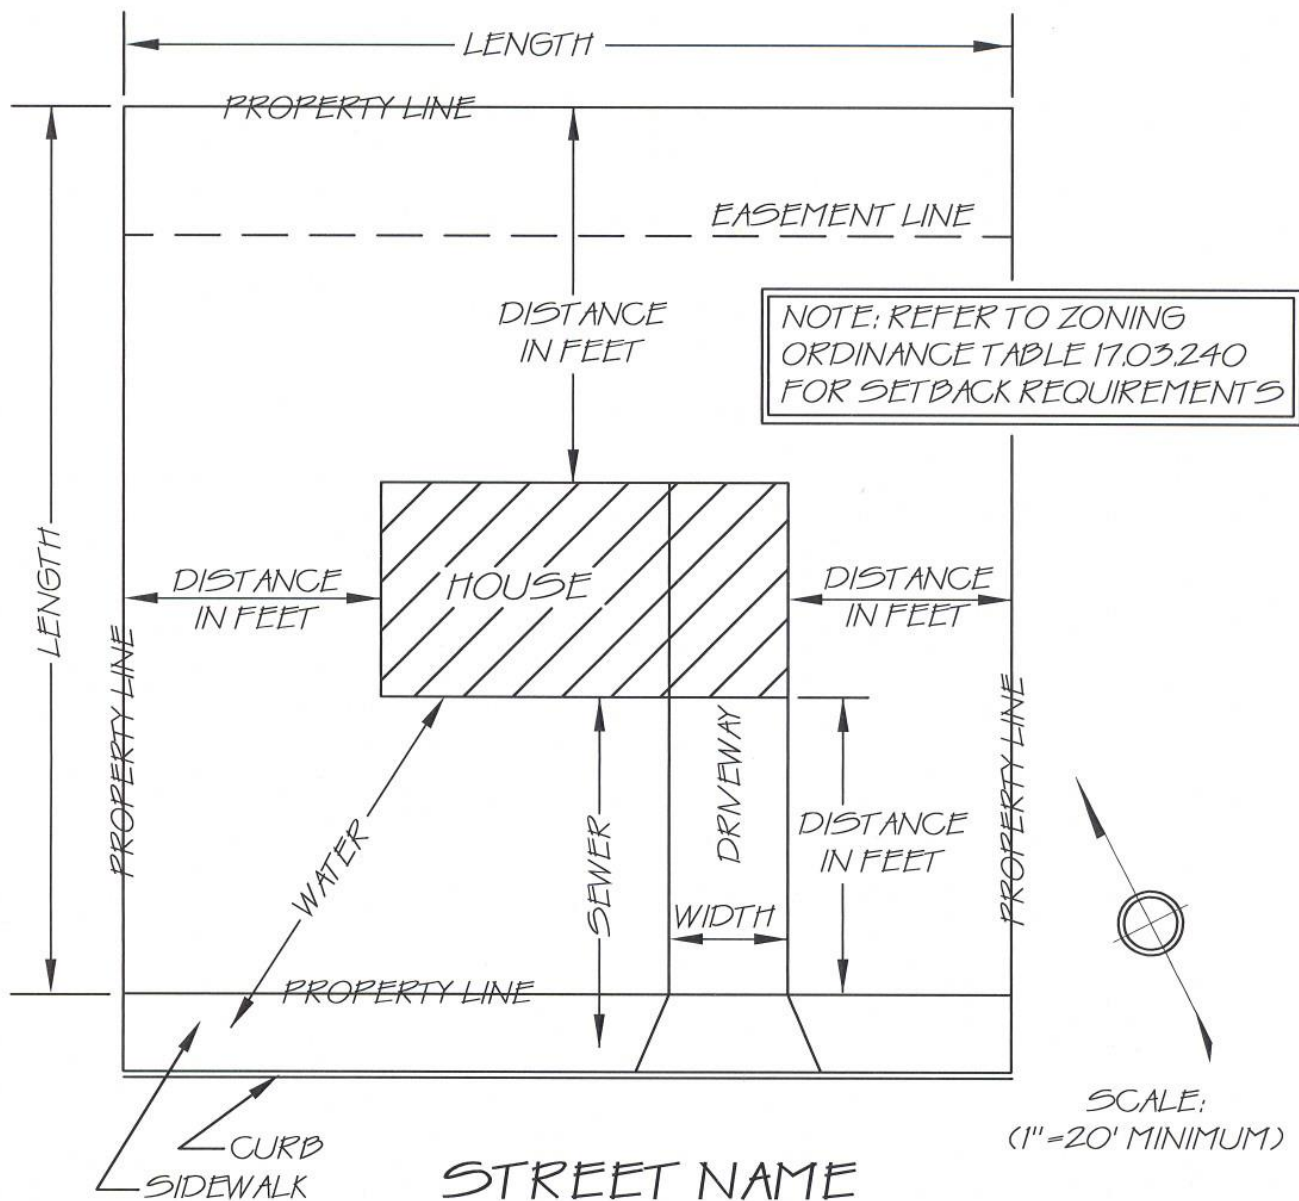 LENGTH
PROPERTY LINE
EASEMENT LINE
DISTANCE
IN FEET
NOTE: REFER TO ZONING
ORDINANCE TABLE 17.03.240
FOR SETBACK REQUIREMENTS
LENGTH
DISTANCE
IN FEET
HOUSE
DISTANCE
IN FEET
PROPERTY LINE
PROPERTY LINE
WATER
SEWER
DRIVEWAY
DISTANCE
IN FEET
WIDTH
PROPERTY LINE
SCALE:
(1"=20' MINIMUM)
CURB
SIDEWALK
STREET NAME